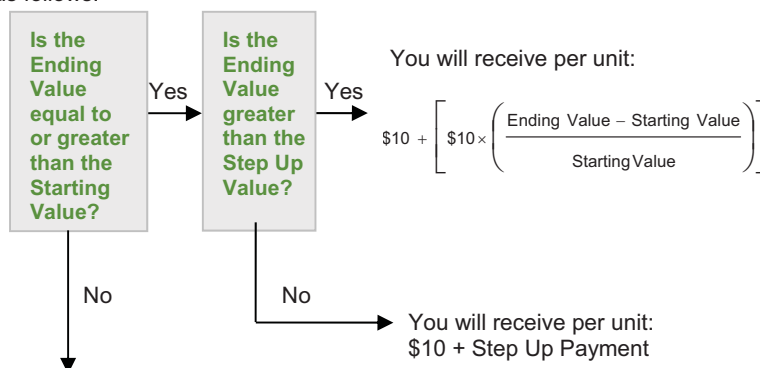 Is the
Ending
Value
equal to
or greater
than the
Starting
Value?
Yes
Is the
Ending
Value
greater
than the
Step Up
Value?
Yes
You will receive per unit:
$10 + [ $10 × ( Ending Value – Starting Value
Starting Value ) ]
No
No
You will receive per unit:
$10 + Step Up Payment